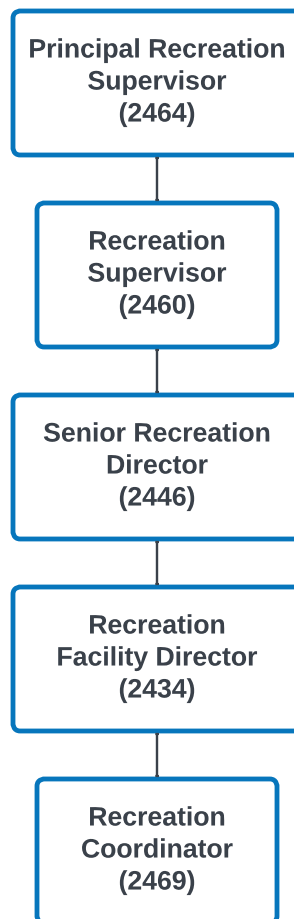 Principal Recreation
Supervisor
(2464)
Recreation
Supervisor
(2460)
Senior Recreation
Director
(2446)
Recreation
Facility Director
(2434)
Recreation
Coordinator
(2469)